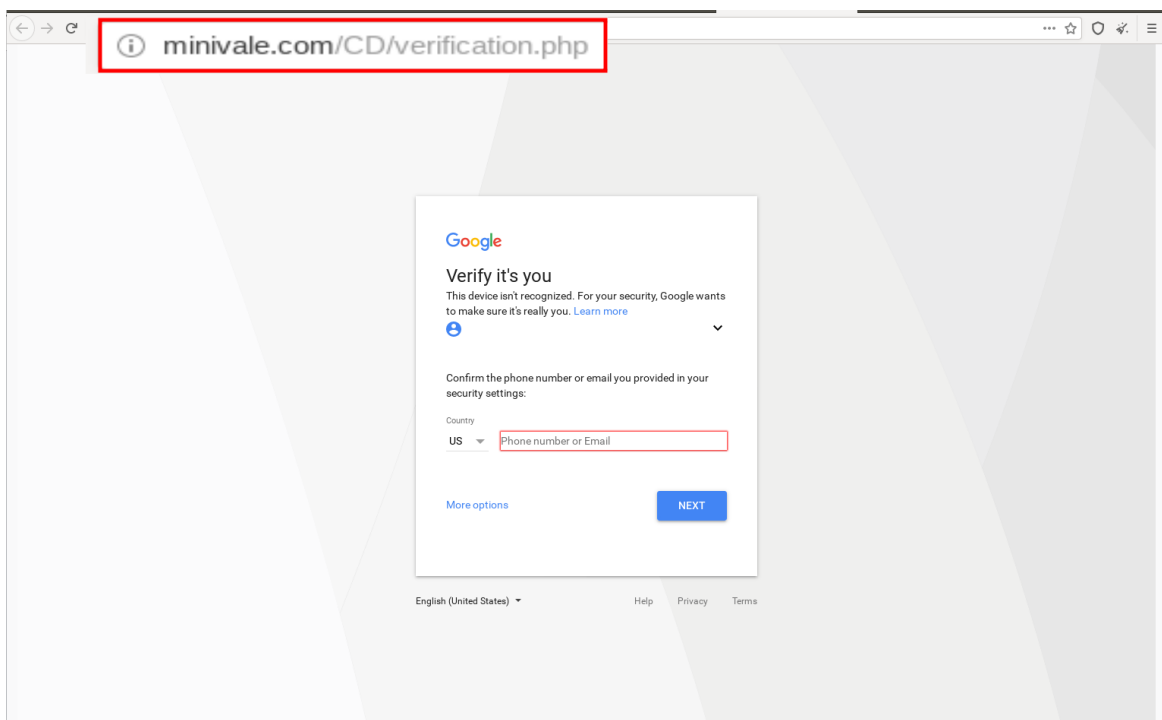 minivale.com/CD/verification.php
Google
Verify it's you
This device isn't recognized. For your security, Google wants
to make sure it's really you. Learn more
Confirm the phone number or email you provided in your
security settings:
Country
US Phone number or Email
More options NEXT
English (United States) Help Privacy Terms